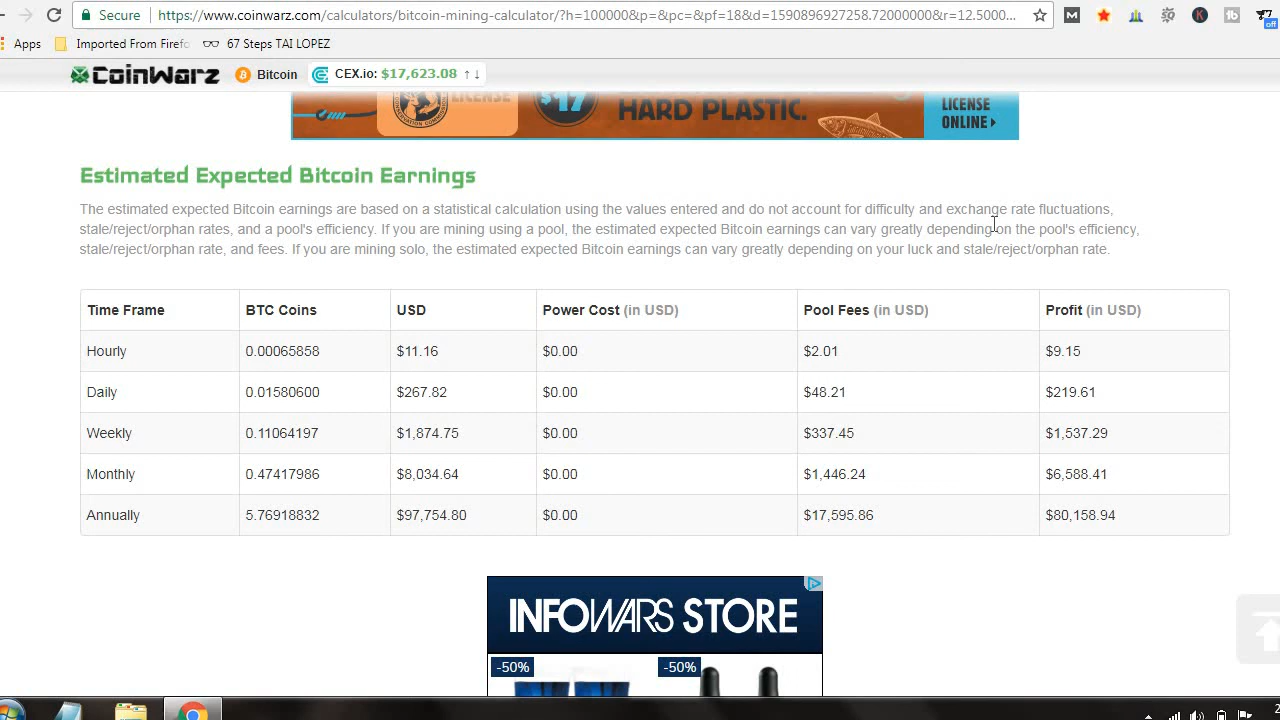 Secure
https://www.coinwarz.com/calculators/bitcoin-mining-calculator/?h=100000&p=&pc=&pf=18&d=1590896927258.72000000&r=12.5000...
M K tb off
Apps Imported From Firefo 67 Steps TAI LOPEZ
CoinWarz Bitcoin CEX.io: $17,623.08 ↑ ↓
LICENSE $17 HARD PLASTIC. LICENSE
ONLINE
Estimated Expected Bitcoin Earnings
The estimated expected Bitcoin earnings are based on a statistical calculation using the values entered and do not account for difficulty and exchange rate fluctuations,
stale/reject/orphan rates, and a pool's efficiency. If you are mining using a pool, the estimated expected Bitcoin earnings can vary greatly depending on the pool's efficiency,
stale/reject/orphan rate, and fees. If you are mining solo, the estimated expected Bitcoin earnings can vary greatly depending on your luck and stale/reject/orphan rate.
Time Frame BTC Coins USD Power Cost (in USD) Pool Fees (in USD) Profit (in USD)
Hourly 0.00065858 $11.16 $0.00 $2.01 $9.15
Daily 0.01580600 $267.82 $0.00 $48.21 $219.61
Weekly 0.11064197 $1,874.75 $0.00 $337.45 $1,537.29
Monthly 0.47417986 $8,034.64 $0.00 $1,446.24 $6,588.41
Annually 5.76918832 $97,754.80 $0.00 $17,595.86 $80,158.94
INFOWARS STORE
-50% -50%